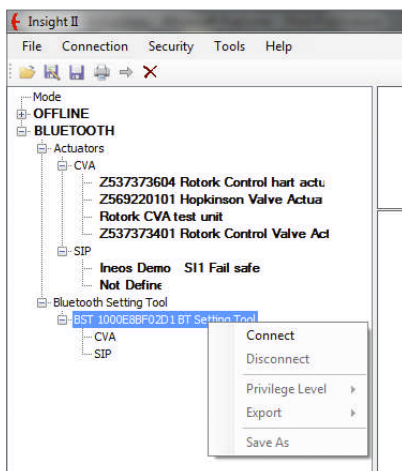 Insight II
File Connection Security Tools Help
Mode
OFFLINE
BLUETOOTH
Actuators
CVA
Z537373604 Rotork Control hart actu
Z569220101 Hopkinson Valve Actua
Rotork CVA test unit
Z537373401 Rotork Control Valve Act
SIP
Ineos Demo SI1 Fail safe
Not Define
Bluetooth Setting Tool
BST 1000E8BF02D1 BT Setting Tool
CVA
SIP
Connect
Disconnect
Privilege Level
Export
Save As